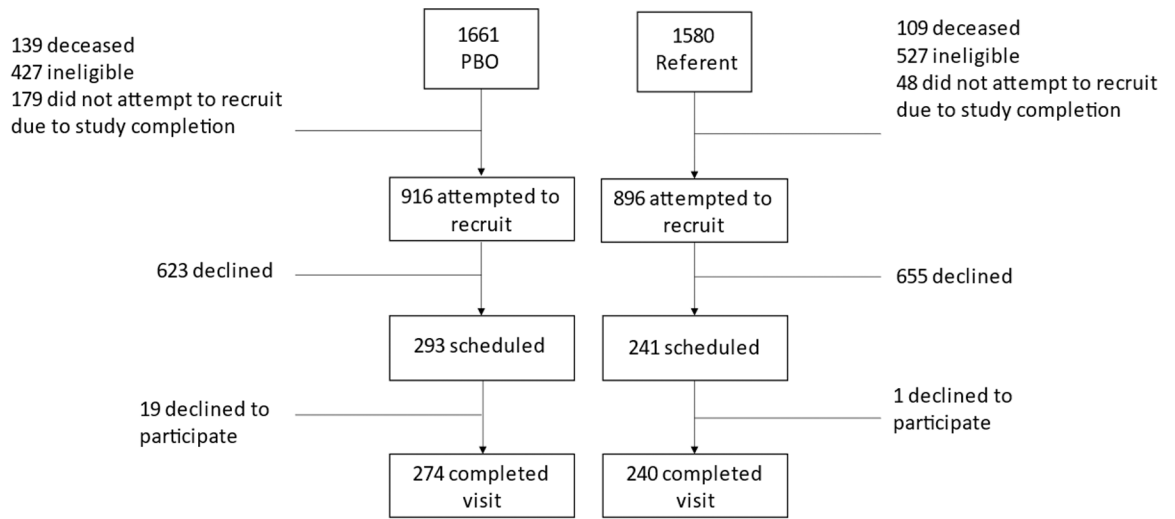 139 deceased
427 ineligible
179 did not attempt to recruit
due to study completion
1661
PBO
1580
Referent
109 deceased
527 ineligible
48 did not attempt to recruit
due to study completion
916 attempted to
recruit
896 attempted to
recruit
623 declined
655 declined
293 scheduled
241 scheduled
19 declined to
participate
1 declined to
participate
274 completed
visit
240 completed
visit